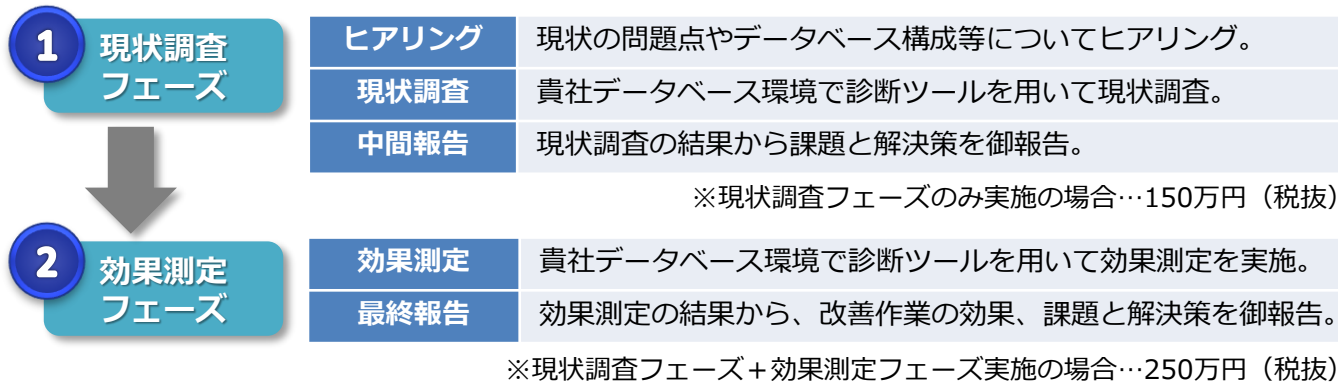 1
現状調査
フェーズ
ヒアリング 現状の問題点やデータベース構成等についてヒアリング。
現状調査 貴社データベース環境で診断ツールを用いて現状調査。
中間報告 現状調査の結果から課題と解決策を御報告。
※現状調査フェーズのみ実施の場合…150万円（税抜）
2
効果測定
フェーズ
効果測定 貴社データベース環境で診断ツールを用いて効果測定を実施。
最終報告 効果測定の結果から、改善作業の効果、課題と解決策を御報告。
※現状調査フェーズ＋効果測定フェーズ実施の場合…250万円（税抜）